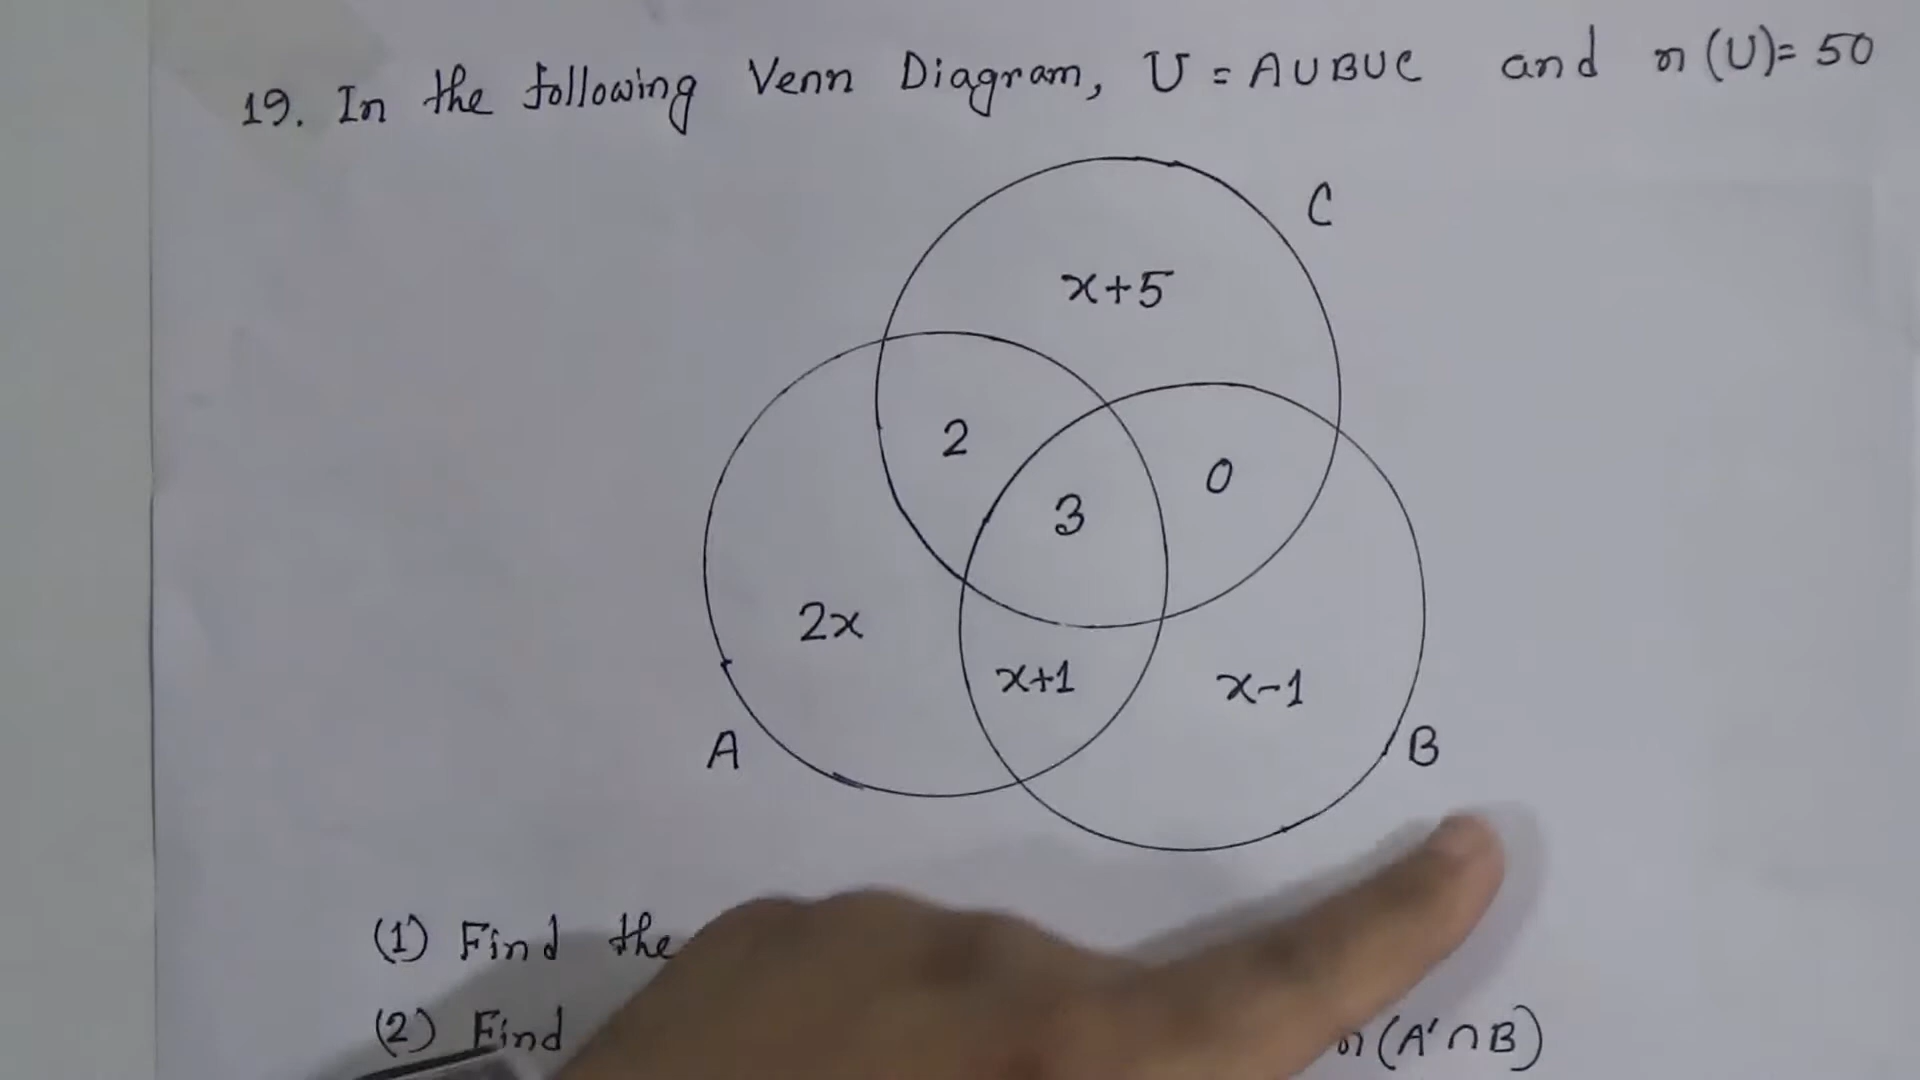 19. In the following Venn Diagram, U = A∪B∪C and n(U)= 50
C
x+5
2
0
3
2x
x+1
x-1
A
B
(1) Find the
(2) Find n(A'∩B)